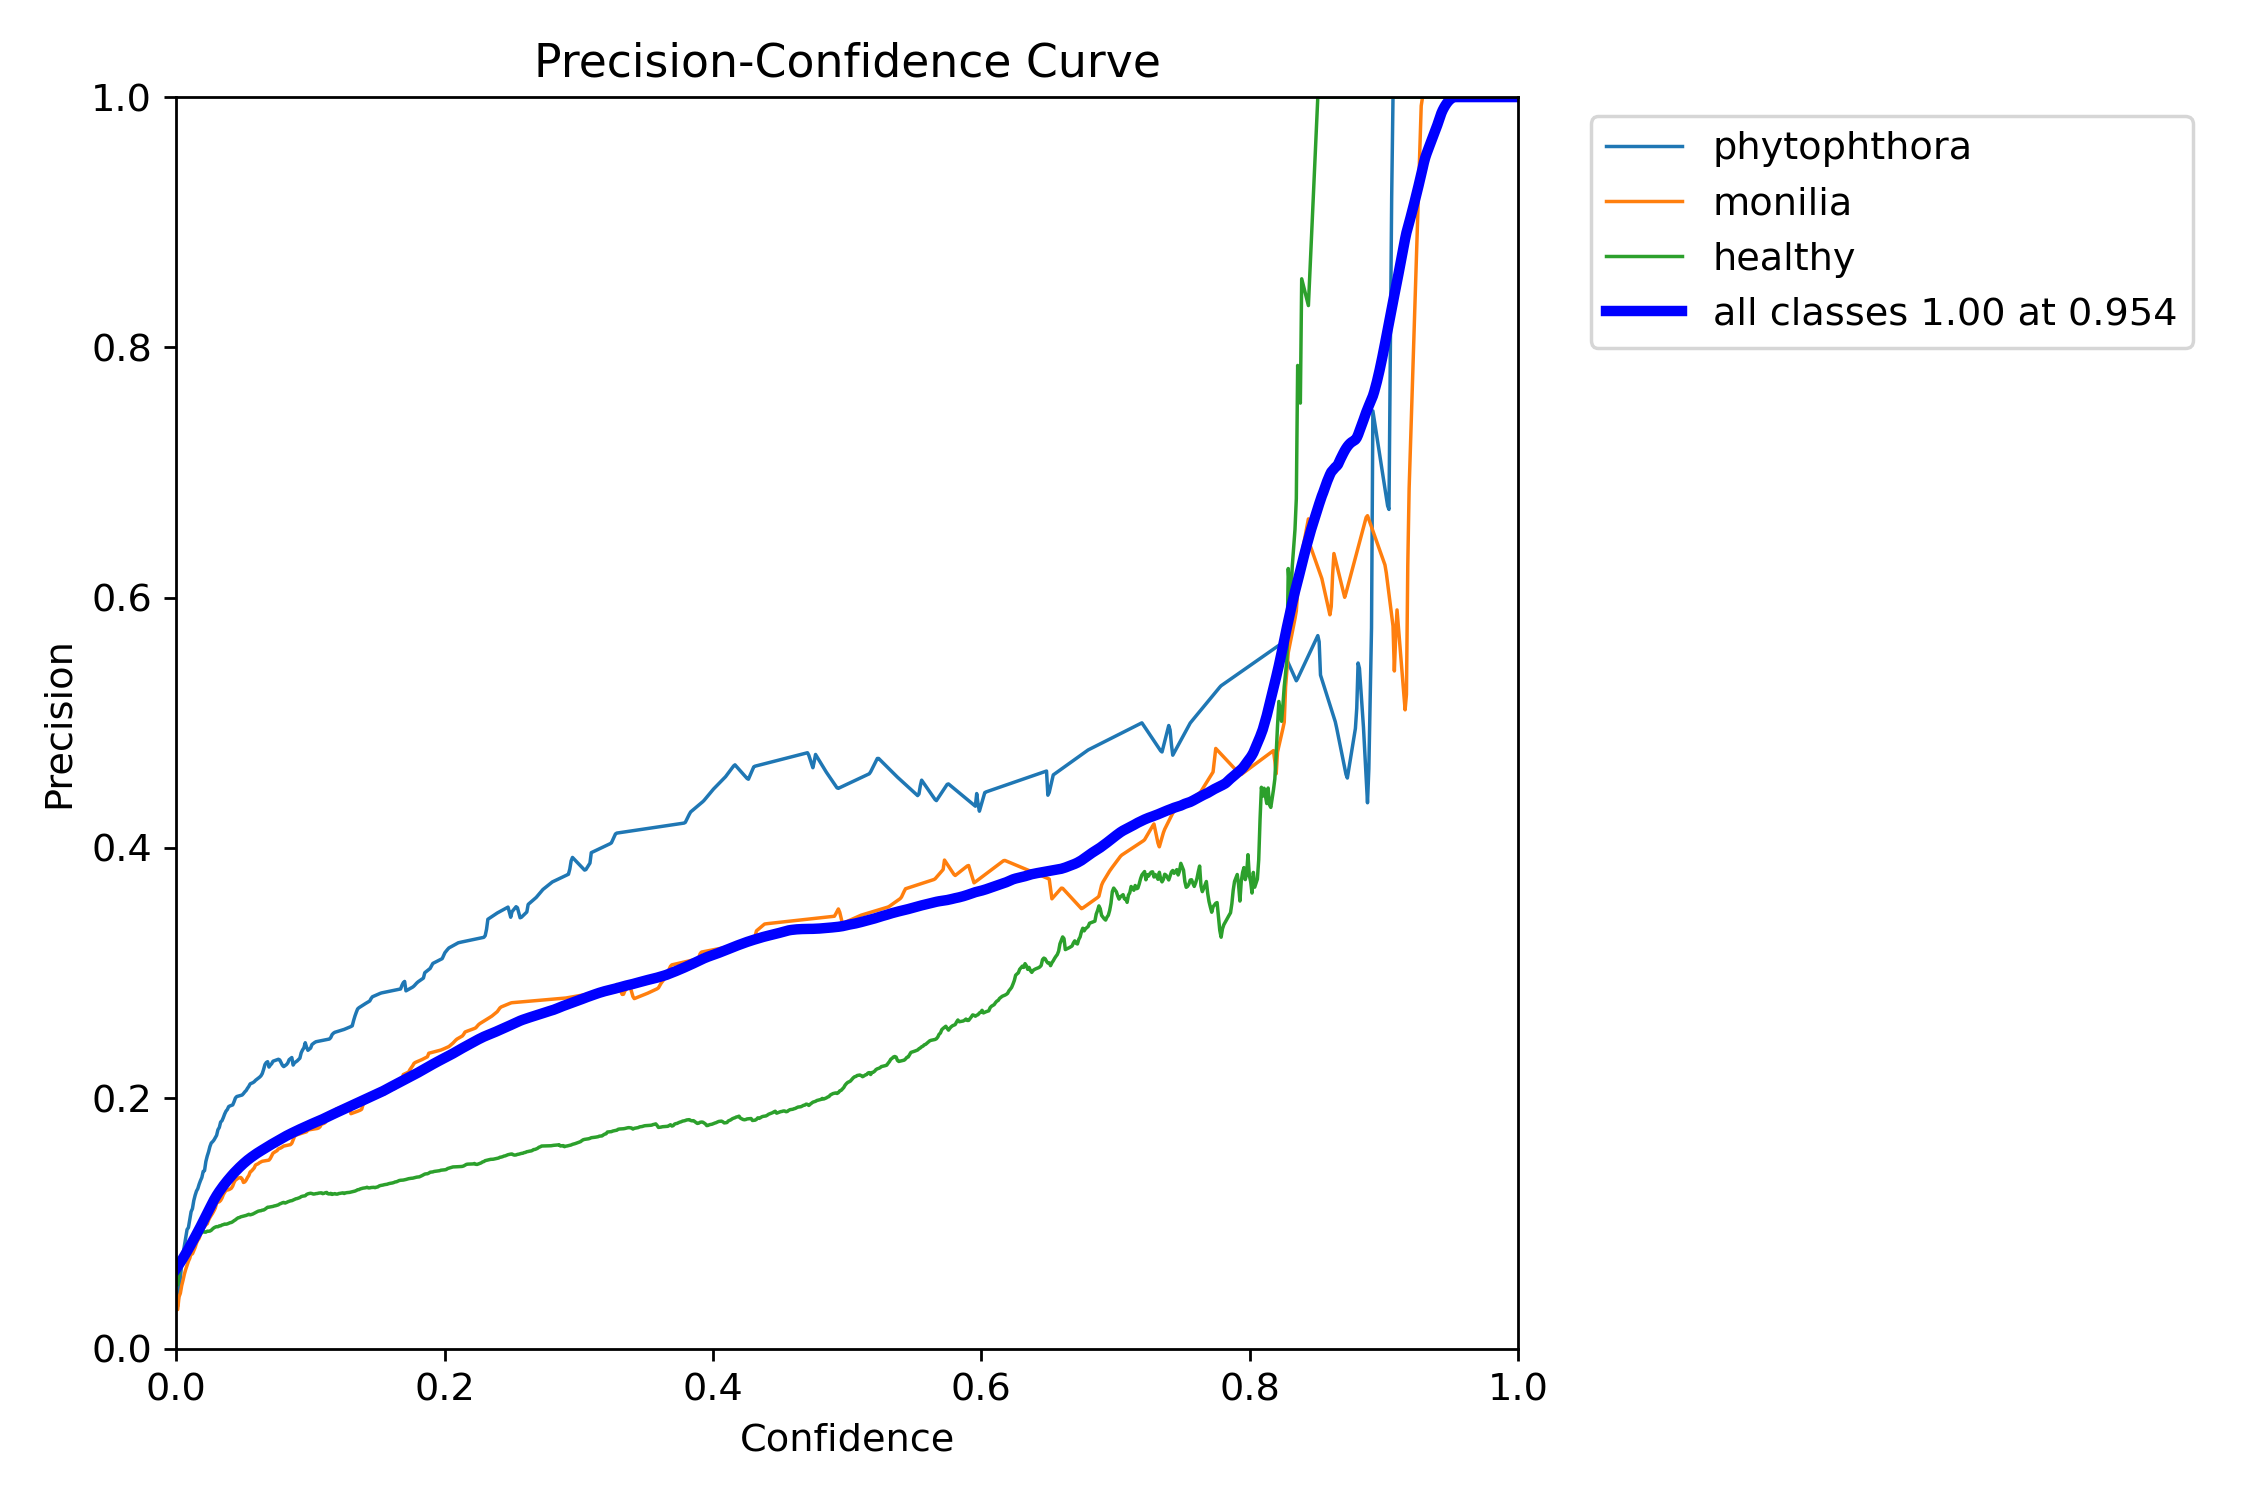 Precision-Confidence Curve
1.0
0.8
0.6
0.4
0.2
0.0
Precision
0.0 0.2 0.4 0.6 0.8 1.0
Confidence
phytophthora
monilia
healthy
all classes 1.00 at 0.954